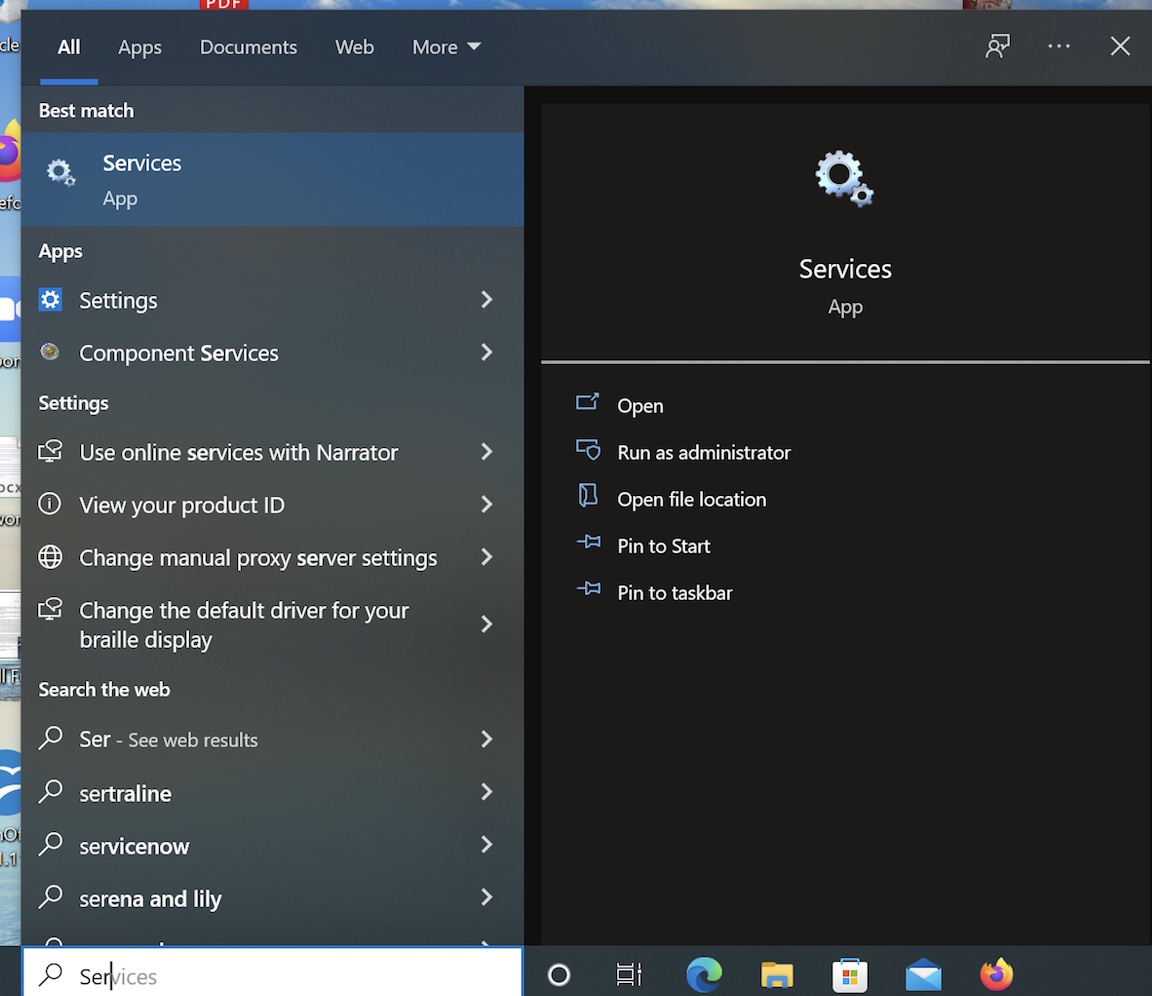 PDF
All Apps Documents Web More
Best match
Services
App
Apps
Settings
Component Services
Settings
Use online services with Narrator
View your product ID
Change manual proxy server settings
Change the default driver for your
braille display
Search the web
Ser - See web results
sertraline
servicenow
serena and lily
Services
Services
App
Open
Run as administrator
Open file location
Pin to Start
Pin to taskbar